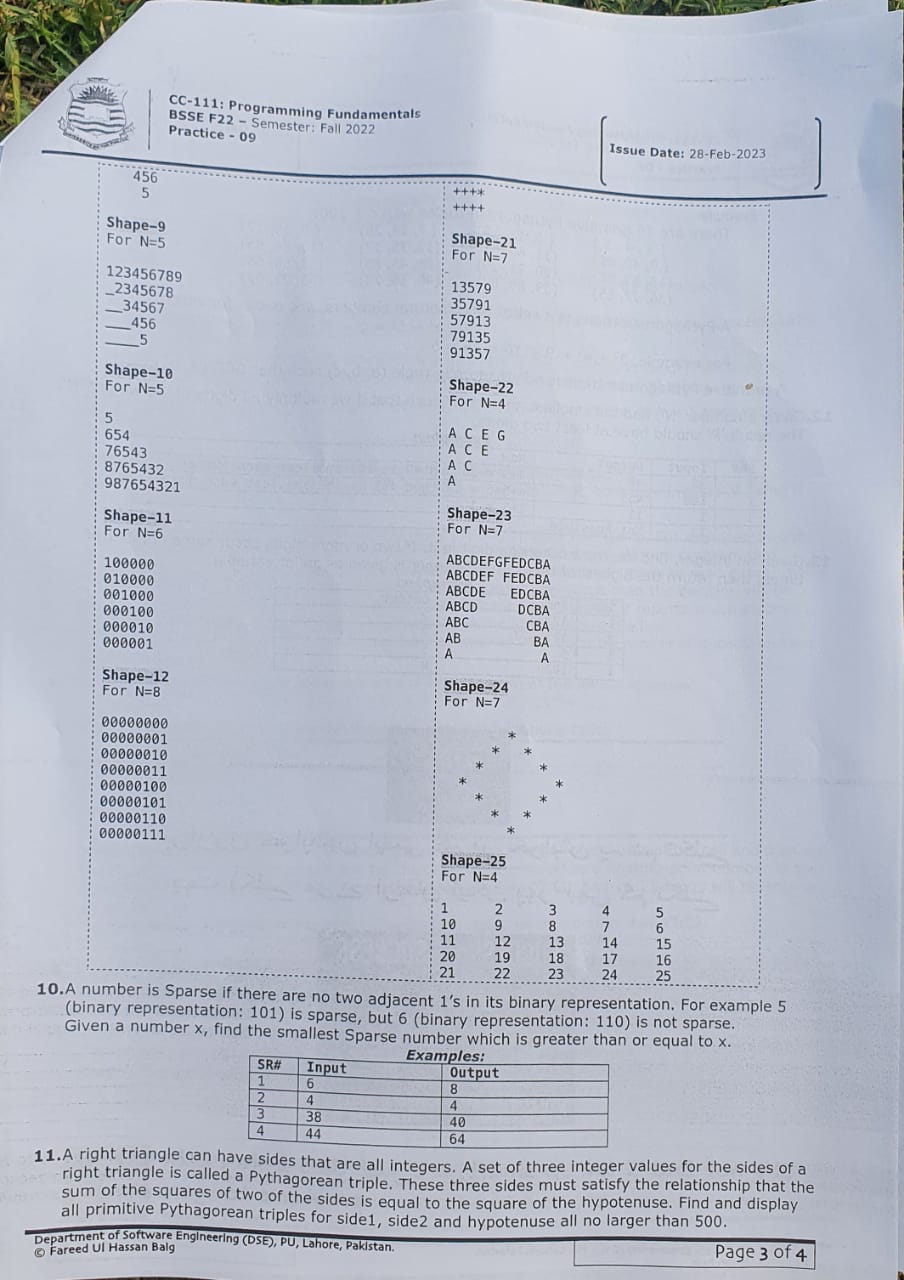 CC-111: Programming Fundamentals
BSSE F22 – Semester: Fall 2022
Practice - 09
Issue Date: 28-Feb-2023
456
5
Shape–9
For N=5
123456789
_2345678
__34567
___456
____5
Shape–10
For N=5
5
654
76543
8765432
987654321
Shape–11
For N=6
100000
010000
001000
000100
000010
000001
Shape–12
For N=8
00000000
00000001
00000010
00000011
00000100
00000101
00000110
00000111
+++*
++++
Shape–21
For N=7
13579
35791
57913
79135
91357
Shape–22
For N=4
A C E G
A C E
A C
A
Shape–23
For N=7
ABCDEFGFEDCBA
ABCDEF FEDCBA
ABCDE   EDCBA
ABCD     DCBA
ABC       CBA
AB         BA
A           A
Shape–24
For N=7
*
* *
* *
* *
* *
* *
*
Shape–25
For N=4
1 2 3 4 5
10 9 8 7 6
11 12 13 14 15
20 19 18 17 16
21 22 23 24 25
10.A number is Sparse if there are no two adjacent 1's in its binary representation. For example 5
(binary representation: 101) is sparse, but 6 (binary representation: 110) is not sparse.
Given a number x, find the smallest Sparse number which is greater than or equal to x.
Examples:
SR# Input Output
1 6 8
2 4 4
3 38 40
4 44 64
11.A right triangle can have sides that are all integers. A set of three integer values for the sides of a
right triangle is called a Pythagorean triple. These three sides must satisfy the relationship that the
sum of the squares of two of the sides is equal to the square of the hypotenuse. Find and display
all primitive Pythagorean triples for side1, side2 and hypotenuse all no larger than 500.
Department of Software Engineering (DSE), PU, Lahore, Pakistan.
© Fareed Ul Hassan Baig
Page 3 of 4